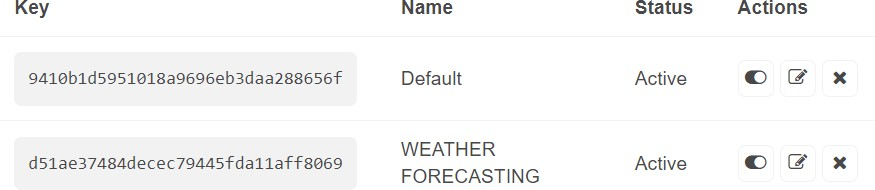 Key Name Status Actions
9410b1d5951018a9696eb3daa288656f Default Active
d51ae37484decec79445fda11aff8069 WEATHER FORECASTING Active